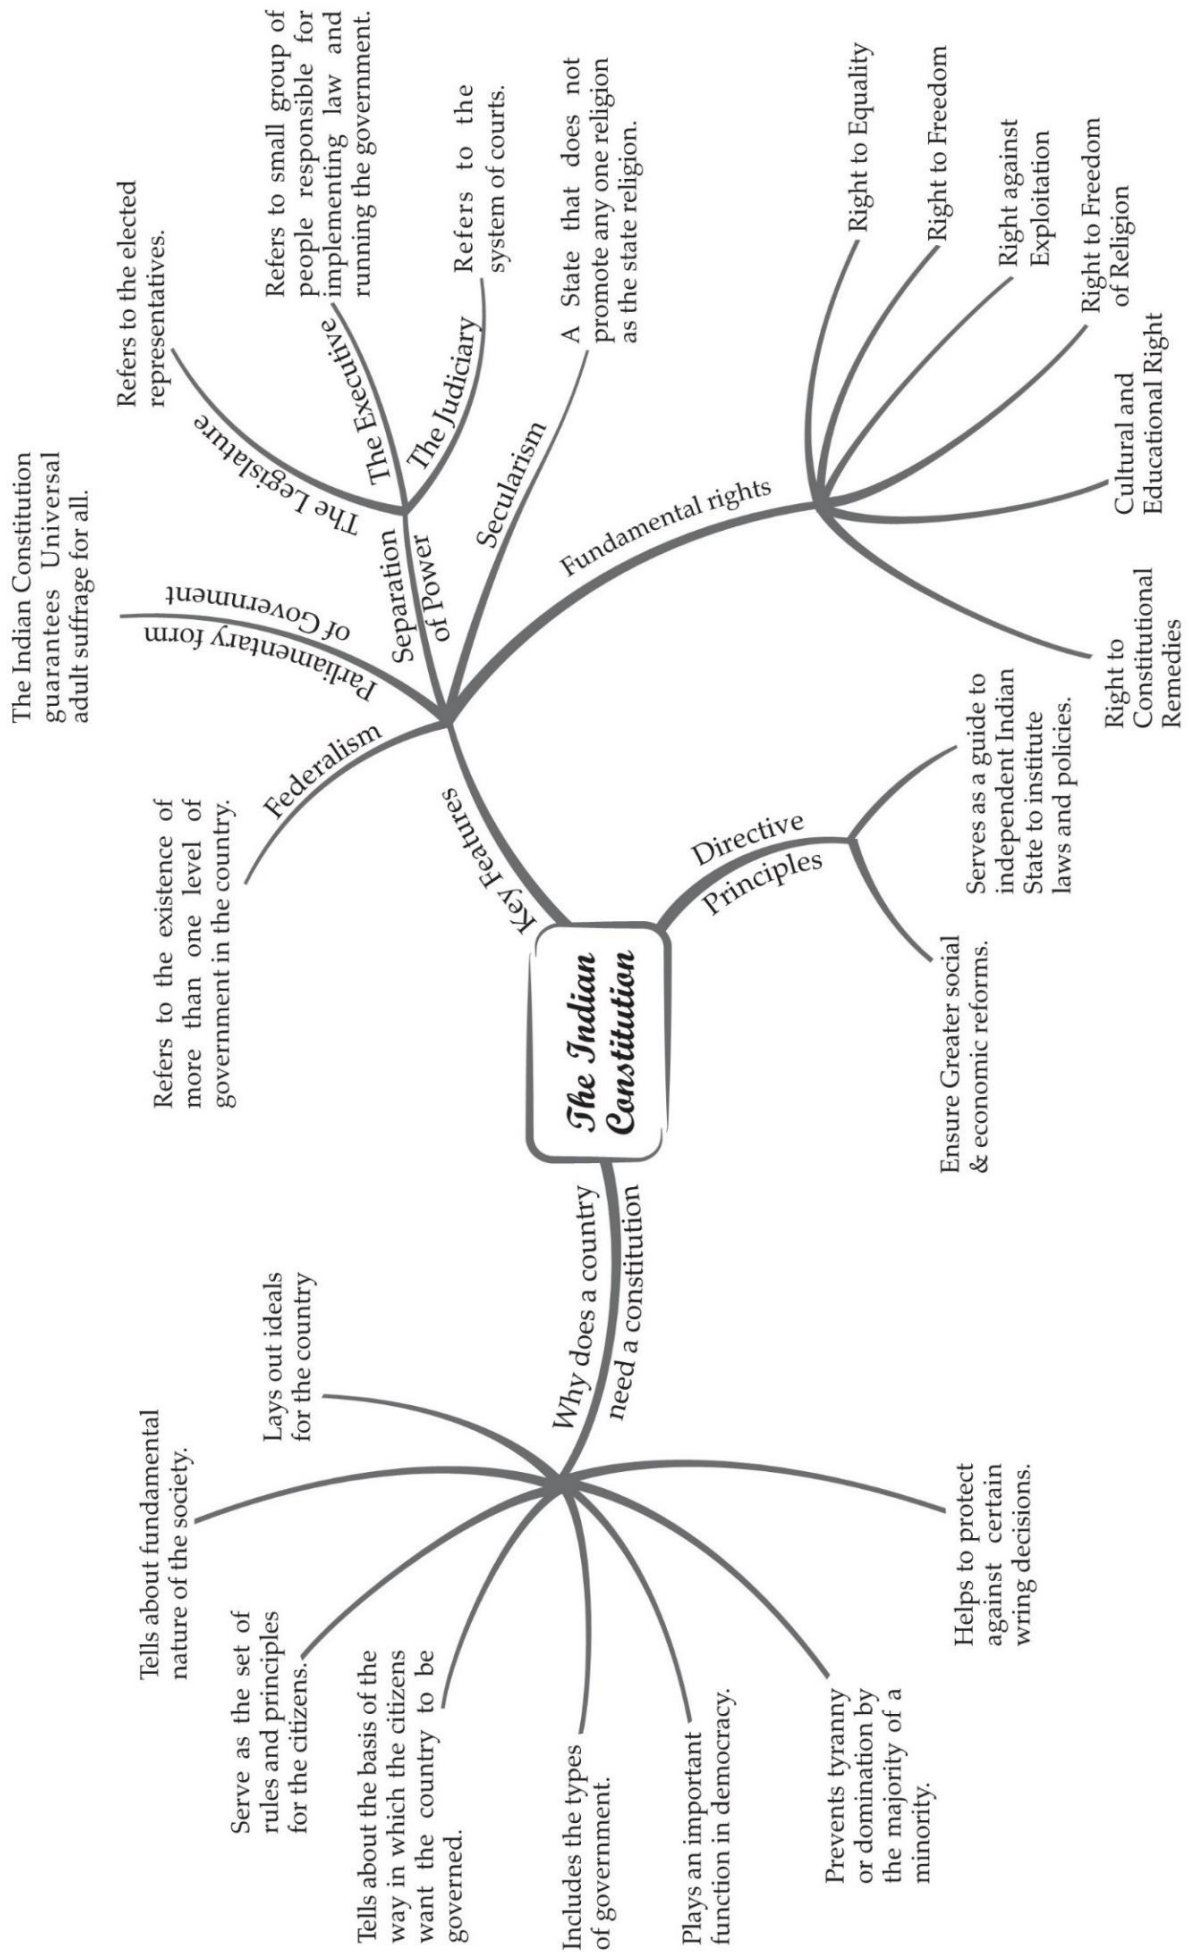 The Indian
Constitution
Why does a country
need a constitution
Lays out ideals
for the country
Tells about fundamental
nature of the society.
Serve as the set of
rules and principles
for the citizens.
Tells about the basis of the
way in which the citizens
want the country to be
governed.
Includes the types
of government.
Plays an important
function in democracy.
Prevents tyranny
or domination by
the majority of a
minority.
Helps to protect
against certain
wring decisions.
Key Features
Federalism
Refers to the existence of
more than one level of
government in the country.
Parliamentary form
of Government
The Indian Constitution
guarantees Universal
adult suffrage for all.
Separation
of Power
The Legislature
Refers to the elected
representatives.
The Executive
Refers to small group of
people responsible for
implementing law and
running the government.
The Judiciary
Refers to the
system of courts.
Secularism
A State that does not
promote any one religion
as the state religion.
Fundamental rights
Right to Equality
Right to Freedom
Right against
Exploitation
Right to Freedom
of Religion
Cultural and
Educational Right
Right to
Constitutional
Remedies
Directive
Principles
Serves as a guide to
independent Indian
State to institute
laws and policies.
Ensure Greater social
& economic reforms.